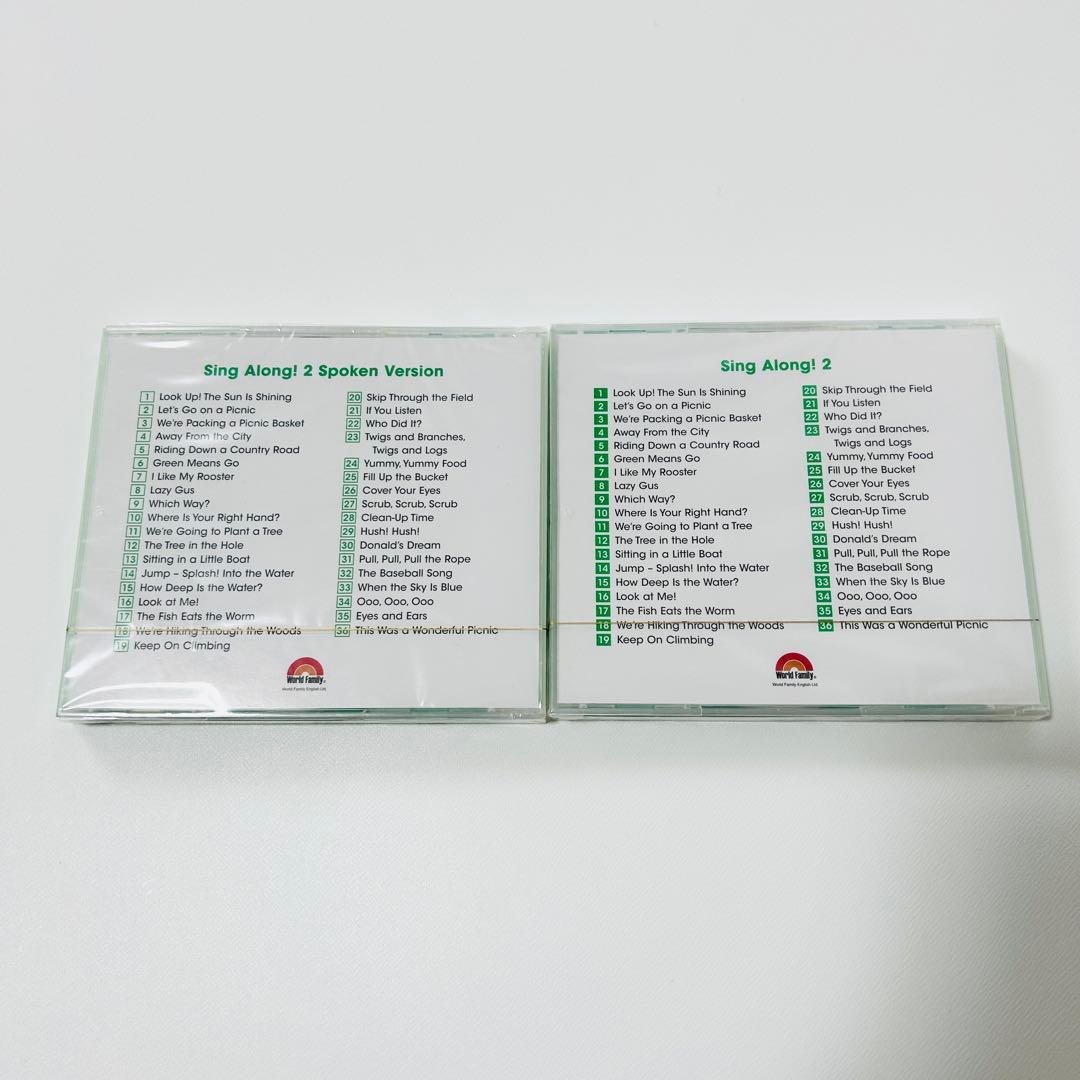 Sing Along! 2 Spoken Version
1 Look Up! The Sun Is Shining
2 Let's Go on a Picnic
3 We're Packing a Picnic Basket
4 Away From the City
5 Riding Down a Country Road
6 Green Means Go
7 I Like My Rooster
8 Lazy Gus
9 Which Way?
10 Where Is Your Right Hand?
11 We're Going to Plant a Tree
12 The Tree in the Hole
13 Sitting in a Little Boat
14 Jump – Splash! Into the Water
15 How Deep Is the Water?
16 Look at Me!
17 The Fish Eats the Worm
18 We're Hiking Through the Woods
19 Keep On Climbing
20 Skip Through the Field
21 If You Listen
22 Who Did It?
23 Twigs and Branches,
Twigs and Logs
24 Yummy, Yummy Food
25 Fill Up the Bucket
26 Cover Your Eyes
27 Scrub, Scrub, Scrub
28 Clean-Up Time
29 Hush! Hush!
30 Donald's Dream
31 Pull, Pull, Pull the Rope
32 The Baseball Song
33 When the Sky Is Blue
34 Ooo, Ooo, Ooo
35 Eyes and Ears
36 This Was a Wonderful Picnic
World Family®
World Family English Ltd.
Sing Along! 2
1 Look Up! The Sun Is Shining
2 Let's Go on a Picnic
3 We're Packing a Picnic Basket
4 Away From the City
5 Riding Down a Country Road
6 Green Means Go
7 I Like My Rooster
8 Lazy Gus
9 Which Way?
10 Where Is Your Right Hand?
11 We're Going to Plant a Tree
12 The Tree in the Hole
13 Sitting in a Little Boat
14 Jump – Splash! Into the Water
15 How Deep Is the Water?
16 Look at Me!
17 The Fish Eats the Worm
18 We're Hiking Through the Woods
19 Keep On Climbing
20 Skip Through the Field
21 If You Listen
22 Who Did It?
23 Twigs and Branches,
Twigs and Logs
24 Yummy, Yummy Food
25 Fill Up the Bucket
26 Cover Your Eyes
27 Scrub, Scrub, Scrub
28 Clean-Up Time
29 Hush! Hush!
30 Donald's Dream
31 Pull, Pull, Pull the Rope
32 The Baseball Song
33 When the Sky Is Blue
34 Ooo, Ooo, Ooo
35 Eyes and Ears
36 This Was a Wonderful Picnic
World Family®
World Family English Ltd.